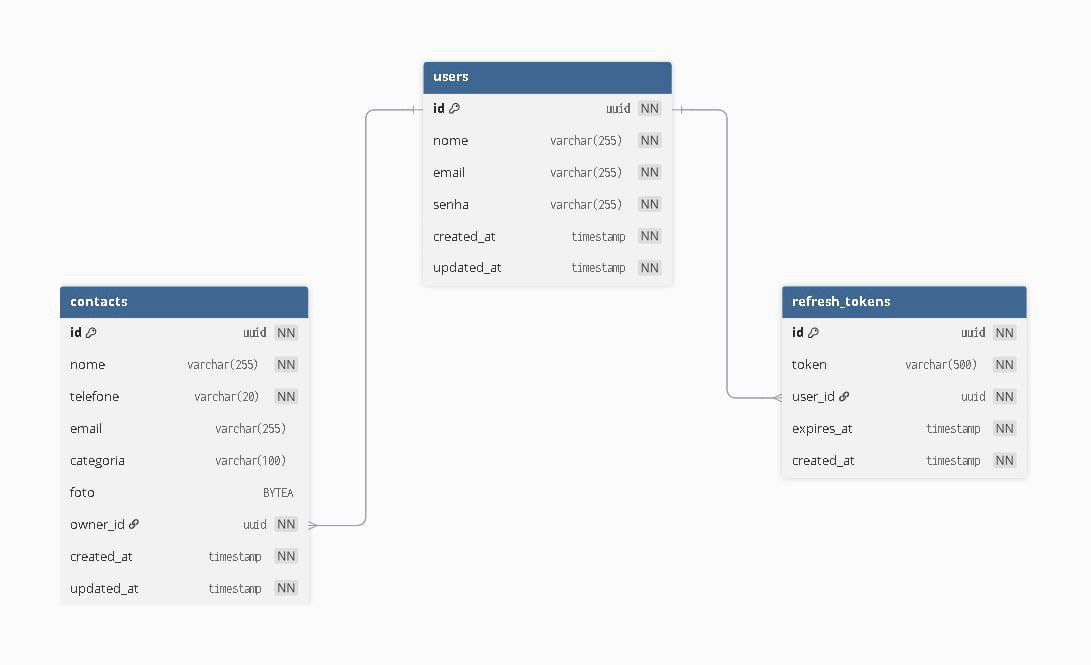 users
id uuid NN
nome varchar(255) NN
email varchar(255) NN
senha varchar(255) NN
created_at timestamp NN
updated_at timestamp NN
contacts
id uuid NN
nome varchar(255) NN
telefone varchar(20) NN
email varchar(255)
categoria varchar(100)
foto BYTEA
owner_id uuid NN
created_at timestamp NN
updated_at timestamp NN
refresh_tokens
id uuid NN
token varchar(500) NN
user_id uuid NN
expires_at timestamp NN
created_at timestamp NN